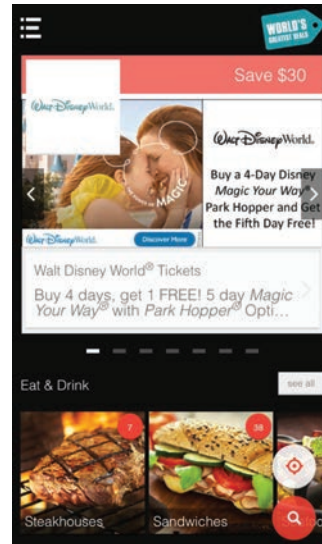 WORLD'S
GREATEST DEALS
Save $30
Walt Disney World.
Walt Disney World.
Buy a 4-Day Disney
Magic Your Way®
Park Hopper and Get
the Fifth Day Free!
MAGIC
Walt Disney World.
Discover More
Walt Disney World® Tickets
Buy 4 days, get 1 FREE! 5 day Magic
Your Way® with Park Hopper® Opti…
Eat & Drink
see all
7
38
Steakhouses
Sandwiches